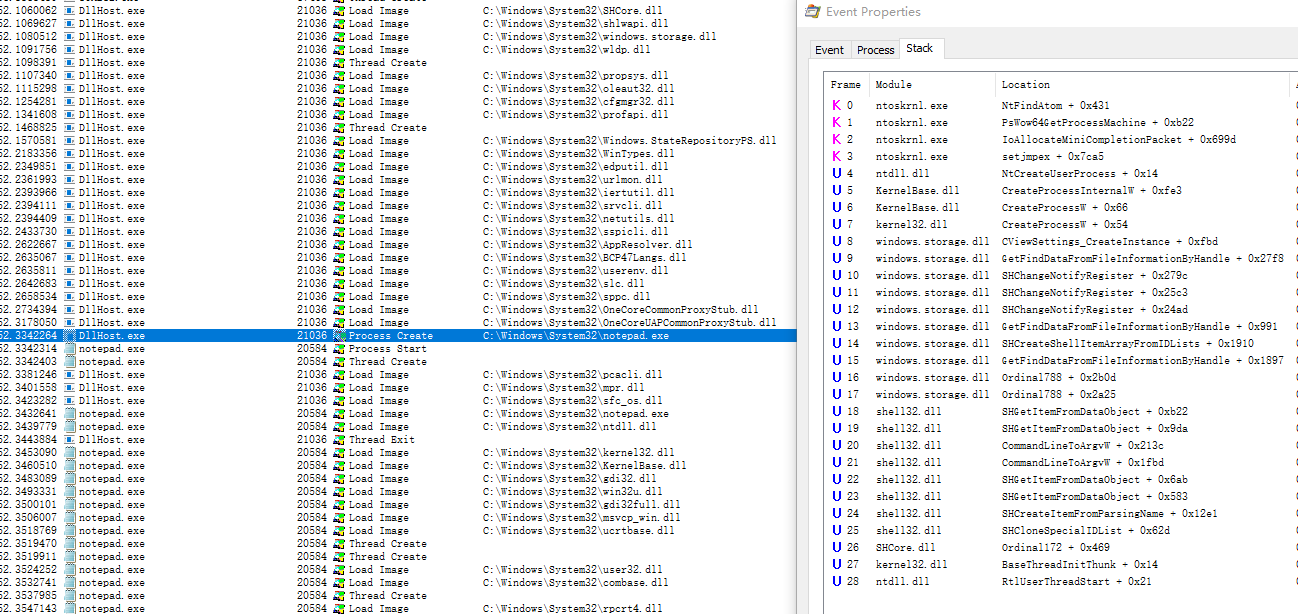 52.1060062 DllHost.exe 21036 Load Image C:\Windows\System32\SHCore.dll
52.1069627 DllHost.exe 21036 Load Image C:\Windows\System32\shlwapi.dll
52.1080512 DllHost.exe 21036 Load Image C:\Windows\System32\windows.storage.dll
52.1091756 DllHost.exe 21036 Load Image C:\Windows\System32\wldp.dll
52.1098391 DllHost.exe 21036 Thread Create
52.1107340 DllHost.exe 21036 Load Image C:\Windows\System32\propsys.dll
52.1115298 DllHost.exe 21036 Load Image C:\Windows\System32\oleaut32.dll
52.1254281 DllHost.exe 21036 Load Image C:\Windows\System32\cfgmgr32.dll
52.1341608 DllHost.exe 21036 Load Image C:\Windows\System32\profapi.dll
52.1468825 DllHost.exe 21036 Thread Create
52.1570581 DllHost.exe 21036 Load Image C:\Windows\System32\Windows.StateRepositoryPS.dll
52.2183356 DllHost.exe 21036 Load Image C:\Windows\System32\WinTypes.dll
52.2349851 DllHost.exe 21036 Load Image C:\Windows\System32\edputil.dll
52.2361993 DllHost.exe 21036 Load Image C:\Windows\System32\urlmon.dll
52.2393966 DllHost.exe 21036 Load Image C:\Windows\System32\iertutil.dll
52.2394111 DllHost.exe 21036 Load Image C:\Windows\System32\srvcli.dll
52.2394409 DllHost.exe 21036 Load Image C:\Windows\System32\netutils.dll
52.2433730 DllHost.exe 21036 Load Image C:\Windows\System32\sspicli.dll
52.2622667 DllHost.exe 21036 Load Image C:\Windows\System32\AppResolver.dll
52.2635067 DllHost.exe 21036 Load Image C:\Windows\System32\BCP47Langs.dll
52.2635811 DllHost.exe 21036 Load Image C:\Windows\System32\userenv.dll
52.2642683 DllHost.exe 21036 Load Image C:\Windows\System32\slc.dll
52.2658534 DllHost.exe 21036 Load Image C:\Windows\System32\sppc.dll
52.2734394 DllHost.exe 21036 Load Image C:\Windows\System32\OneCoreCommonProxyStub.dll
52.3178050 DllHost.exe 21036 Load Image C:\Windows\System32\OneCoreUAPCommonProxyStub.dll
52.3342264 DllHost.exe 21036 Process Create C:\Windows\System32\notepad.exe
52.3342314 notepad.exe 20584 Process Start
52.3342403 notepad.exe 20584 Thread Create
52.3381246 DllHost.exe 21036 Load Image C:\Windows\System32\pcacli.dll
52.3401558 DllHost.exe 21036 Load Image C:\Windows\System32\mpr.dll
52.3423282 DllHost.exe 21036 Load Image C:\Windows\System32\sfc_os.dll
52.3432641 notepad.exe 20584 Load Image C:\Windows\System32\notepad.exe
52.3439779 notepad.exe 20584 Load Image C:\Windows\System32\ntdll.dll
52.3443884 DllHost.exe 21036 Thread Exit
52.3453090 notepad.exe 20584 Load Image C:\Windows\System32\kernel32.dll
52.3460510 notepad.exe 20584 Load Image C:\Windows\System32\KernelBase.dll
52.3483089 notepad.exe 20584 Load Image C:\Windows\System32\gdi32.dll
52.3493331 notepad.exe 20584 Load Image C:\Windows\System32\win32u.dll
52.3500101 notepad.exe 20584 Load Image C:\Windows\System32\gdi32full.dll
52.3506007 notepad.exe 20584 Load Image C:\Windows\System32\msvcp_win.dll
52.3518769 notepad.exe 20584 Load Image C:\Windows\System32\ucrtbase.dll
52.3519470 notepad.exe 20584 Thread Create
52.3519911 notepad.exe 20584 Thread Create
52.3524252 notepad.exe 20584 Load Image C:\Windows\System32\user32.dll
52.3532741 notepad.exe 20584 Load Image C:\Windows\System32\combase.dll
52.3537985 notepad.exe 20584 Thread Create
52.3547143 notepad.exe 20584 Load Image C:\Windows\System32\rpcrt4.dll
Event Properties
Event Process Stack
Frame Module Location
K 0 ntoskrnl.exe NtFindAtom + 0x431
K 1 ntoskrnl.exe PsWow64GetProcessMachine + 0xb22
K 2 ntoskrnl.exe IoAllocateMiniCompletionPacket + 0x699d
K 3 ntoskrnl.exe setjmpex + 0x7ca5
U 4 ntdll.dll NtCreateUserProcess + 0x14
U 5 KernelBase.dll CreateProcessInternalW + 0xfe3
U 6 KernelBase.dll CreateProcessW + 0x66
U 7 kernel32.dll CreateProcessW + 0x54
U 8 windows.storage.dll CViewSettings_CreateInstance + 0xfbd
U 9 windows.storage.dll GetFindDataFromFileInformationByHandle + 0x27f8
U 10 windows.storage.dll SHChangeNotifyRegister + 0x279c
U 11 windows.storage.dll SHChangeNotifyRegister + 0x25c3
U 12 windows.storage.dll SHChangeNotifyRegister + 0x24ad
U 13 windows.storage.dll GetFindDataFromFileInformationByHandle + 0x991
U 14 windows.storage.dll SHCreateShellItemArrayFromIDLists + 0x1910
U 15 windows.storage.dll GetFindDataFromFileInformationByHandle + 0x1897
U 16 windows.storage.dll Ordinal788 + 0x2b0d
U 17 windows.storage.dll Ordinal788 + 0x2a25
U 18 shell32.dll SHGetItemFromDataObject + 0xb22
U 19 shell32.dll SHGetItemFromDataObject + 0x9da
U 20 shell32.dll CommandLineToArgvW + 0x213c
U 21 shell32.dll CommandLineToArgvW + 0x1fbd
U 22 shell32.dll SHGetItemFromDataObject + 0x6ab
U 23 shell32.dll SHGetItemFromDataObject + 0x583
U 24 shell32.dll SHCreateItemFromParsingName + 0x12e1
U 25 shell32.dll SHCloneSpecialIDList + 0x62d
U 26 SHCore.dll Ordinal172 + 0x469
U 27 kernel32.dll BaseThreadInitThunk + 0x14
U 28 ntdll.dll RtlUserThreadStart + 0x21